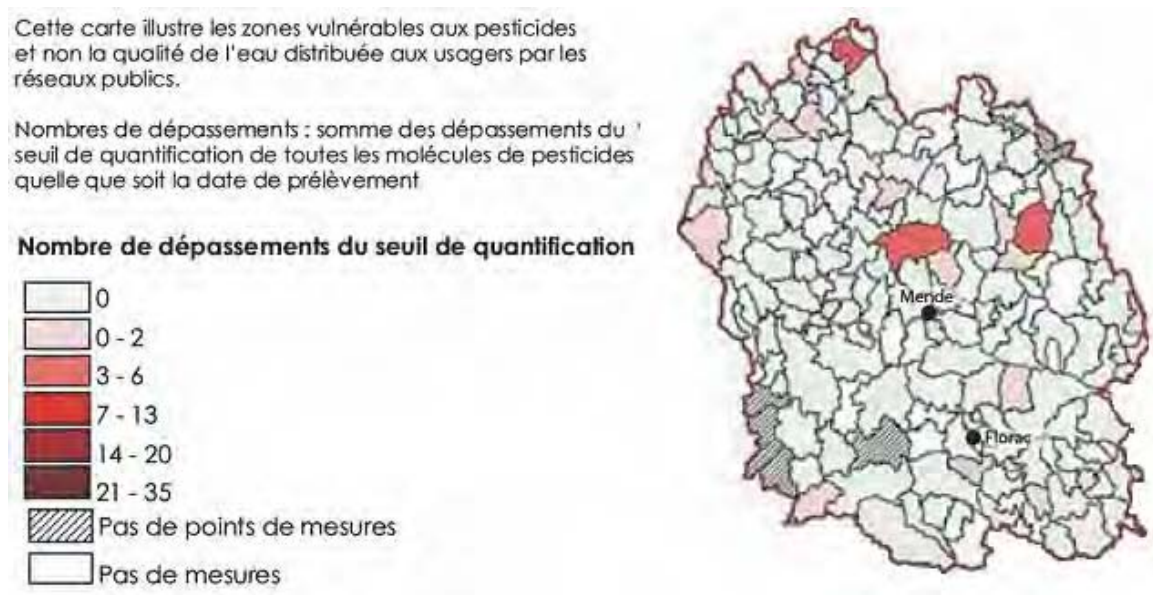 Cette carte illustre les zones vulnérables aux pesticides
et non la qualité de l'eau distribuée aux usagers par les
réseaux publics.
Nombres de dépassements : somme des dépassements du '
seuil de quantification de toutes les molécules de pesticides
quelle que soit la date de prélèvement
Nombre de dépassements du seuil de quantification
0
0 - 2
3 - 6
7 - 13
14 - 20
21 - 35
Pas de points de mesures
Pas de mesures
Mende
Florac